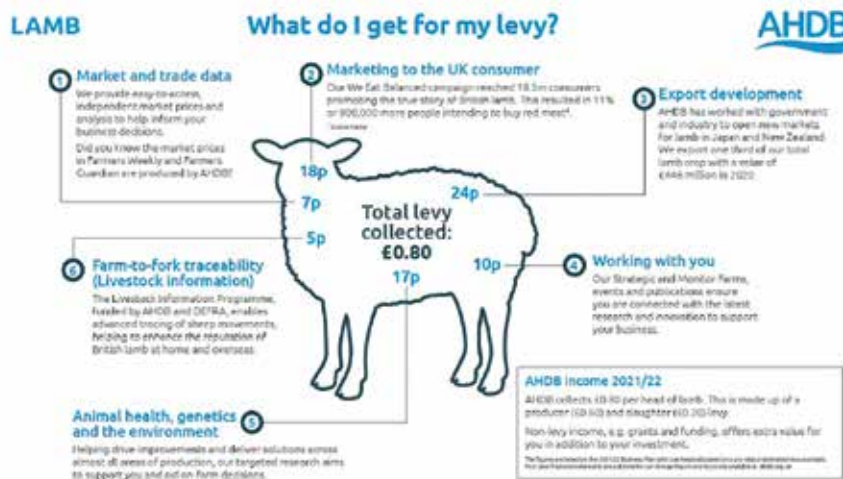 LAMB
What do I get for my levy?
AHDB
1
Market and trade data
We provide easy-to-access,
independent market prices and
analysis to help inform your
business decisions.
Did you know the market prices
in Farmers Weekly and Farmers
Guardian are produced by AHDB?
2
Marketing to the UK consumer
Our We Eat Balanced campaign reached 18.5m consumers
promoting the true story of British lamb. This resulted in 11%
or 900,000 more people intending to buy red meat*.
3
Export development
AHDB has worked with government
and industry to open new markets
for lamb in Japan and New Zealand.
We export one third of our total
lamb crop with a value of
million in 2020
18p
7p
5p
24p
Total levy
collected:
£0.80
10p
17p
6
Farm-to-fork traceability
(Livestock information)
The Livestock Information Programme,
funded by AHDB and DEFRA, enables
advanced tracing of sheep movements,
helping to enhance the reputation of
British lamb at home and overseas.
4
Working with you
Our Strategic and Monitor Farms,
events and publications ensure
you are connected with the latest
research and innovation to support
your business.
Animal health, genetics
and the environment
5
Helping drive improvements and deliver solutions across
almost all areas of production, our targeted research aims
to support you and aid on farm decisions.
AHDB income 2021/22
AHDB collects £0.80 per head of lamb. This is made up of a
producer (£0.60) and slaughter (£0.20) levy.
Non-levy income, e.g. grants and funding, offers extra value for
you in addition to your investment.